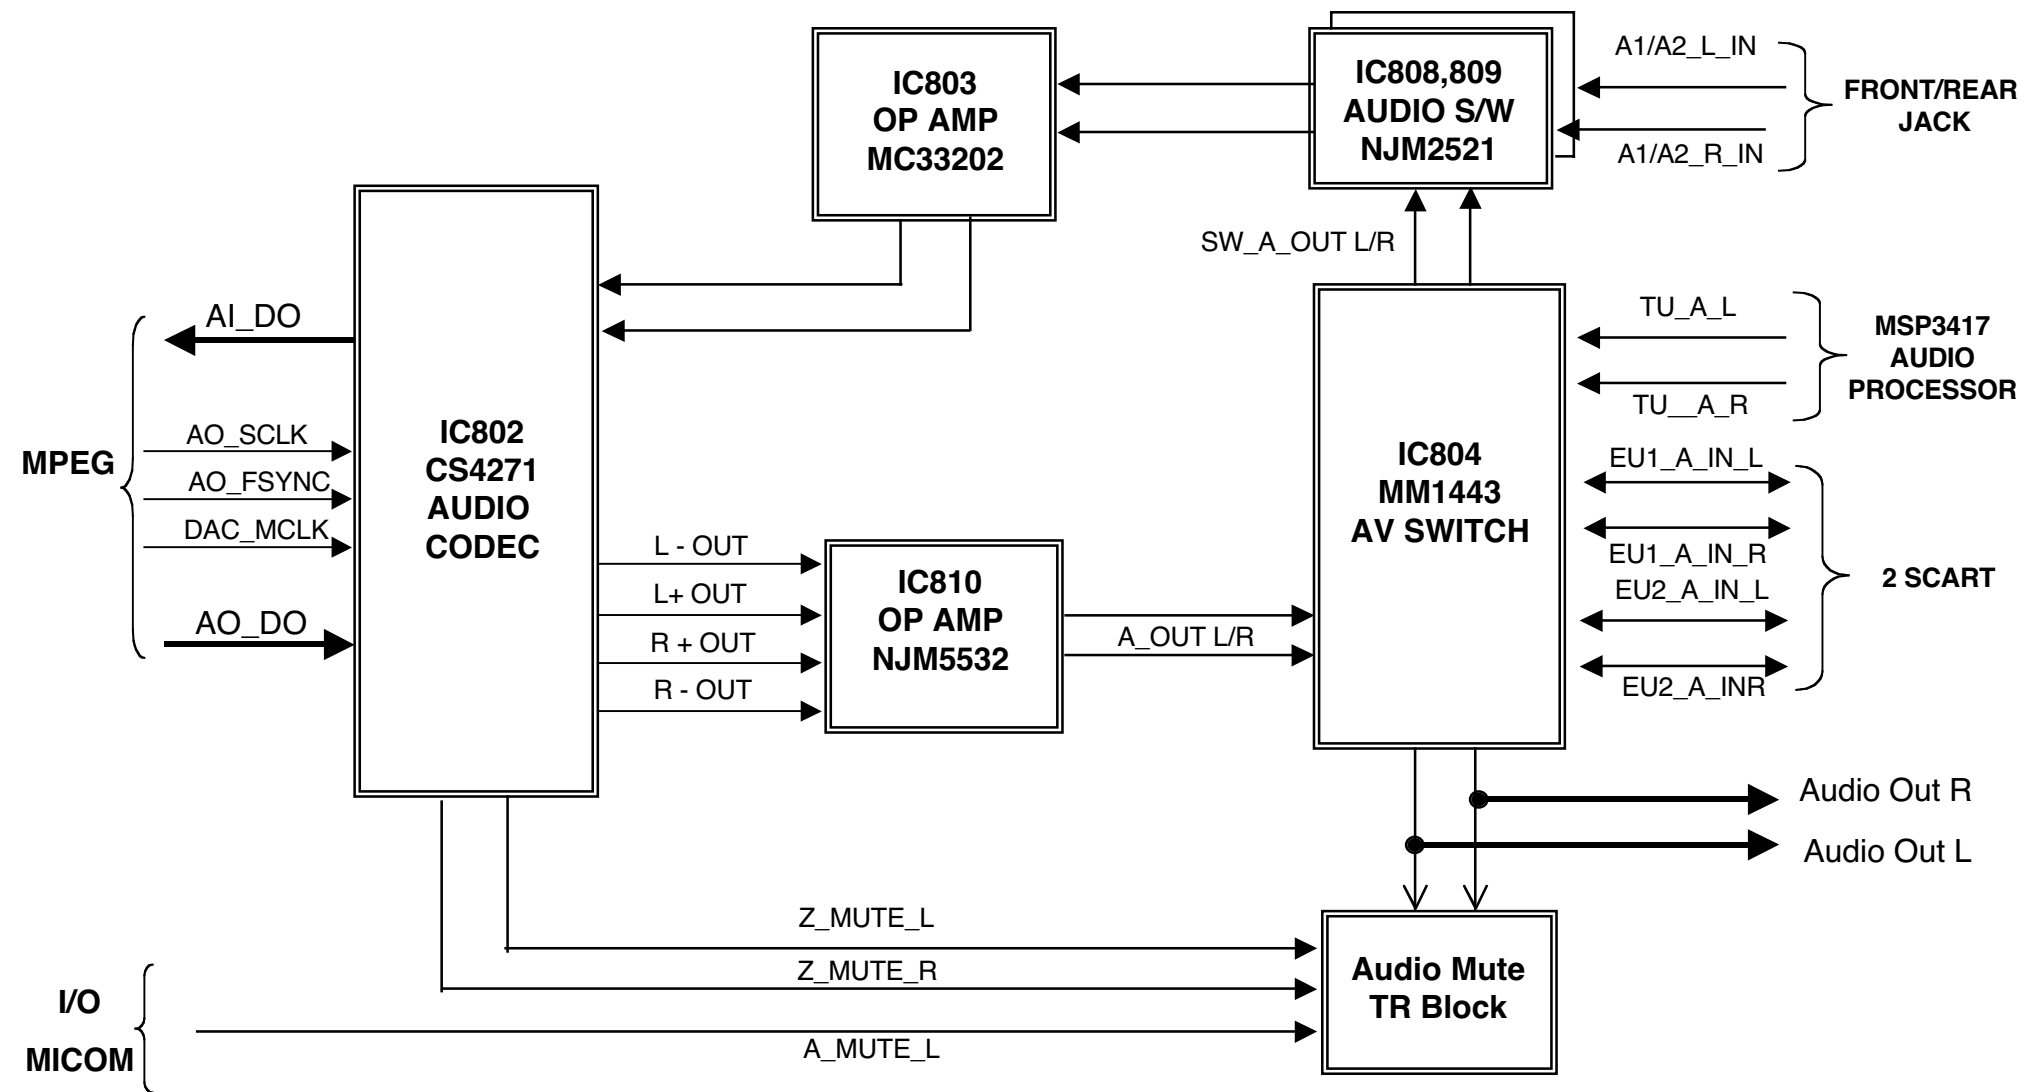 IC803
OP AMP
MC33202
IC808,809
AUDIO S/W
NJM2521
A1/A2_L_IN
A1/A2_R_IN
FRONT/REAR
JACK
SW_A_OUT L/R
AI_DO
AO_SCLK
AO_FSYNC
DAC_MCLK
AO_DO
MPEG
IC802
CS4271
AUDIO
CODEC
TU_A_L
TU__A_R
MSP3417
AUDIO
PROCESSOR
IC804
MM1443
AV SWITCH
EU1_A_IN_L
EU1_A_IN_R
EU2_A_IN_L
EU2_A_INR
2 SCART
L - OUT
L+ OUT
R + OUT
R - OUT
IC810
OP AMP
NJM5532
A_OUT L/R
Audio Out R
Audio Out L
Z_MUTE_L
Z_MUTE_R
A_MUTE_L
I/O
MICOM
Audio Mute
TR Block